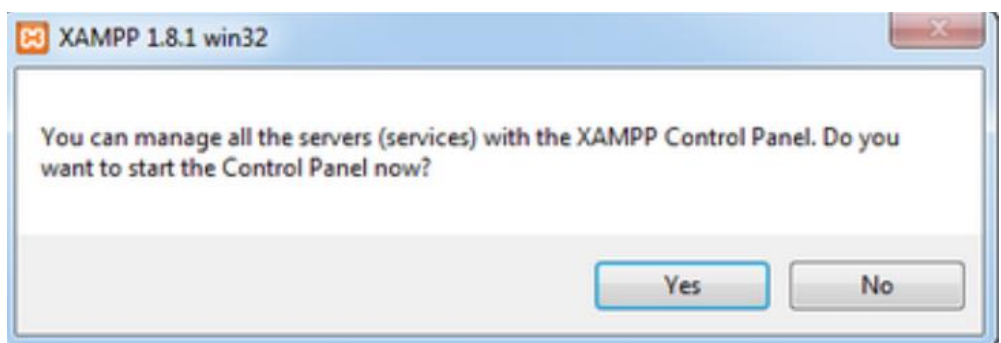 XAMPP 1.8.1 win32
You can manage all the servers (services) with the XAMPP Control Panel. Do you
want to start the Control Panel now?
Yes No